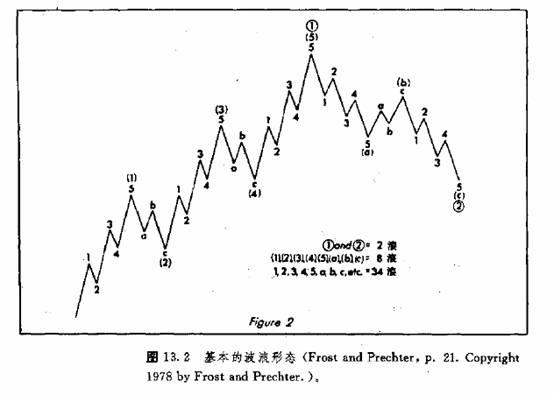 1
2
3
4
(1)
5
a
b
c
(2)
1
2
3
4
(3)
5
a
b
c
(4)
1
2
3
4
①
(5)
5
1
2
3
4
5
(a)
a
b
(b)
c
1
2
3
4
5
(c)
②
①and②= 2 浪
(1),(2),(3),(4),(5),(a),(b),(c)= 8 浪
1, 2, 3, 4, 5, a, b, c, etc. =34 浪
Figure 2
图 13.2 基本的波浪形态(Frost and Prechter, p. 21. Copyright
1978 by Frost and Prechter.)。